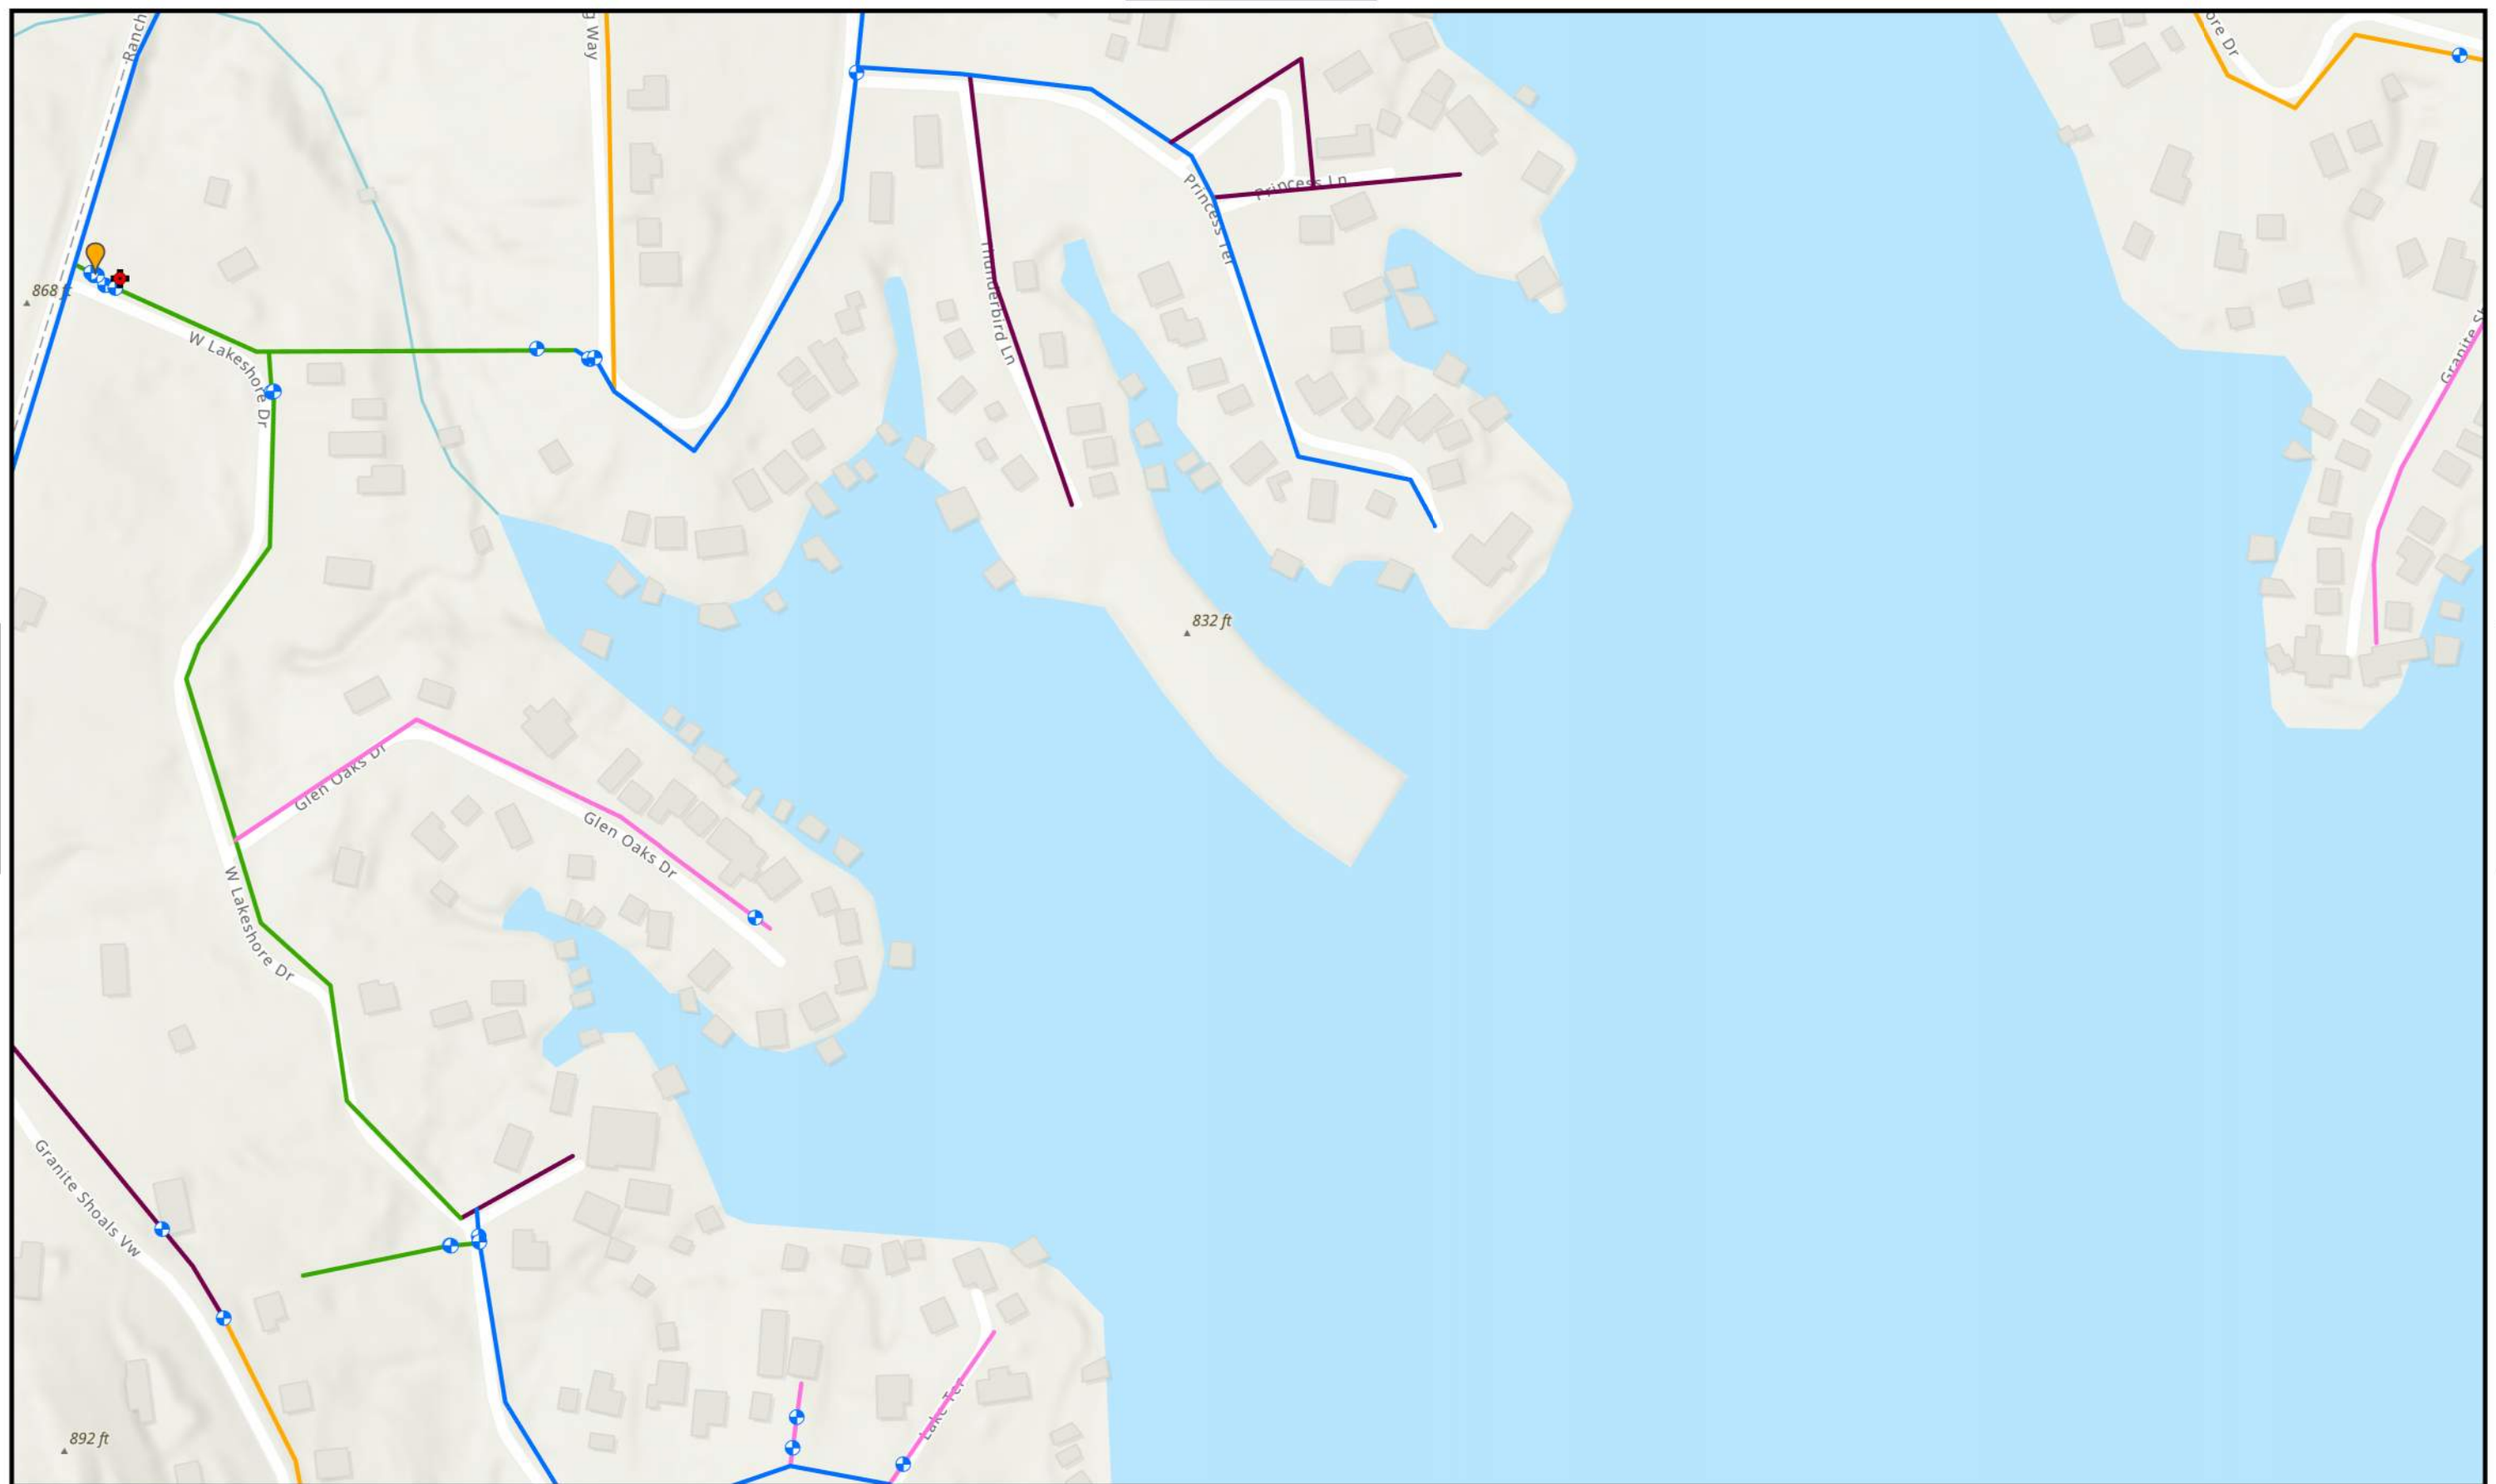 Ranch
g Way
ore Dr
868 f
W Lakeshore Dr
Princess Ln
Princess Ter
Thunderbird Ln
Granite Sh
832 ft
Glen Oaks Dr
Glen Oaks Dr
W Lakeshore Dr
Granite Shoals Vw
Lake Ter
892 ft